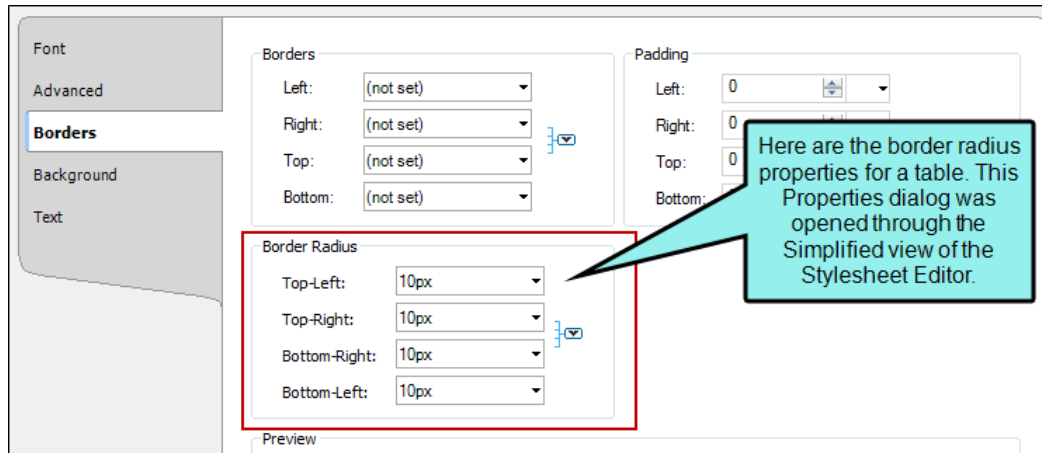 Font
Advanced
Borders
Background
Text
Borders
Left: (not set)
Right: (not set)
Top: (not set)
Bottom: (not set)
Padding
Left: 0
Right: 0
Top: 0
Bottom:
Here are the border radius
properties for a table. This
Properties dialog was
opened through the
Simplified view of the
Stylesheet Editor.
Border Radius
Top-Left: 10px
Top-Right: 10px
Bottom-Right: 10px
Bottom-Left: 10px
Preview